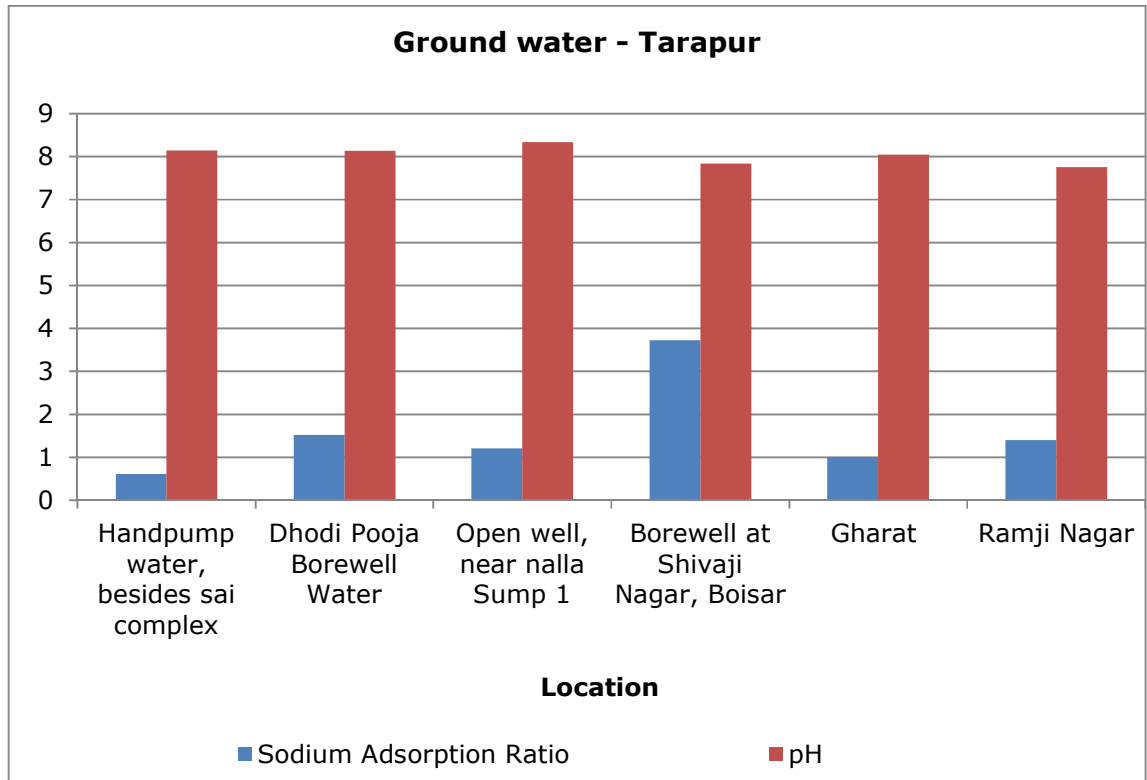 Ground water - Tarapur
9
8
7
6
5
4
3
2
1
0
Handpump
water,
besides sai
complex
Dhodi Pooja
Borewell
Water
Open well,
near nalla
Sump 1
Borewell at
Shivaji
Nagar, Boisar
Gharat
Ramji Nagar
Location
Sodium Adsorption Ratio
pH